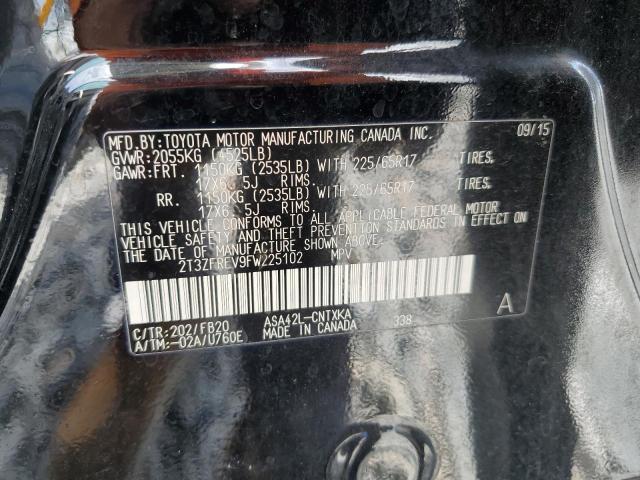 MFD.BY:TOYOTA MOTOR MANUFACTURING CANADA INC. 09/15
GVWR:2055KG (4525LB)
GAWR:FRT. 1150KG (2535LB) WITH 225/65R17 TIRES,
17X6.5J RIMS,
RR. 1150KG (2535LB) WITH 225/65R17 TIRES,
17X6.5J RIMS,
THIS VEHICLE CONFORMS TO ALL APPLICABLE FEDERAL MOTOR
VEHICLE SAFETY AND THEFT PREVENTION STANDARDS IN EFFECT ON
THE DATE OF MANUFACTURE SHOWN ABOVE.
2T3ZFREV9FW225102 MPV
C/TR:202/FB20 ASA42L-CNTXKA 338
A/TM:-02A/U760E MADE IN CANADA
A